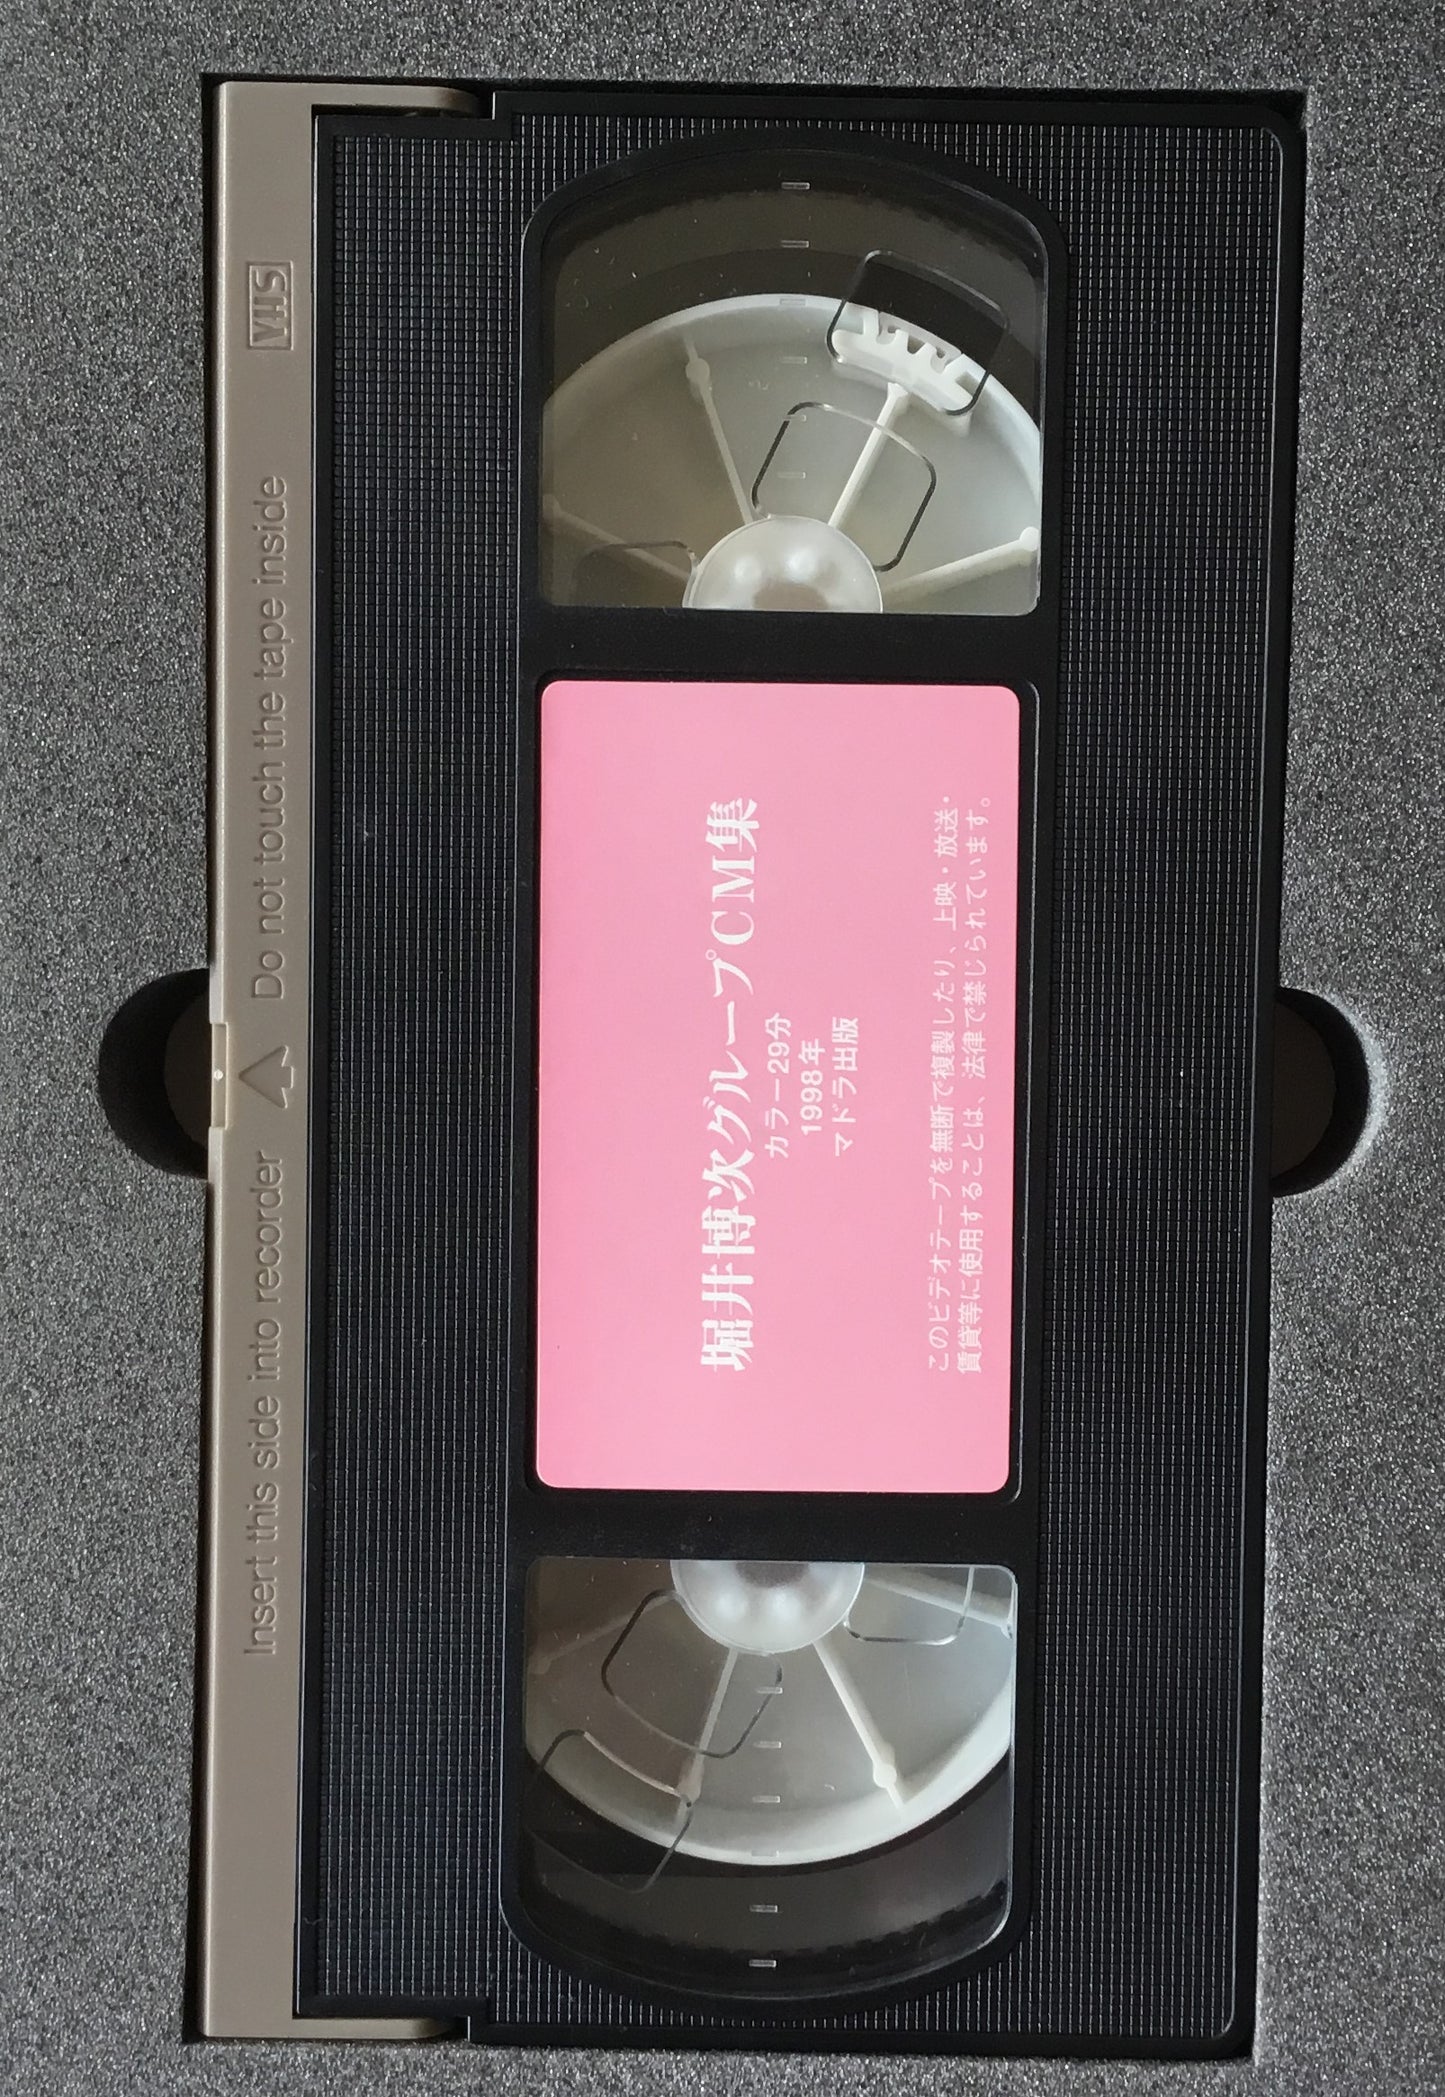 Insert this side into recorder
Do not touch the tape inside
VHS
堀井博次グループCM集
カラー29分
1998年
マドラ出版
このビデオテープを無断で複製したり、上映・放送・
賃貸等に使用することは、法律で禁じられています。